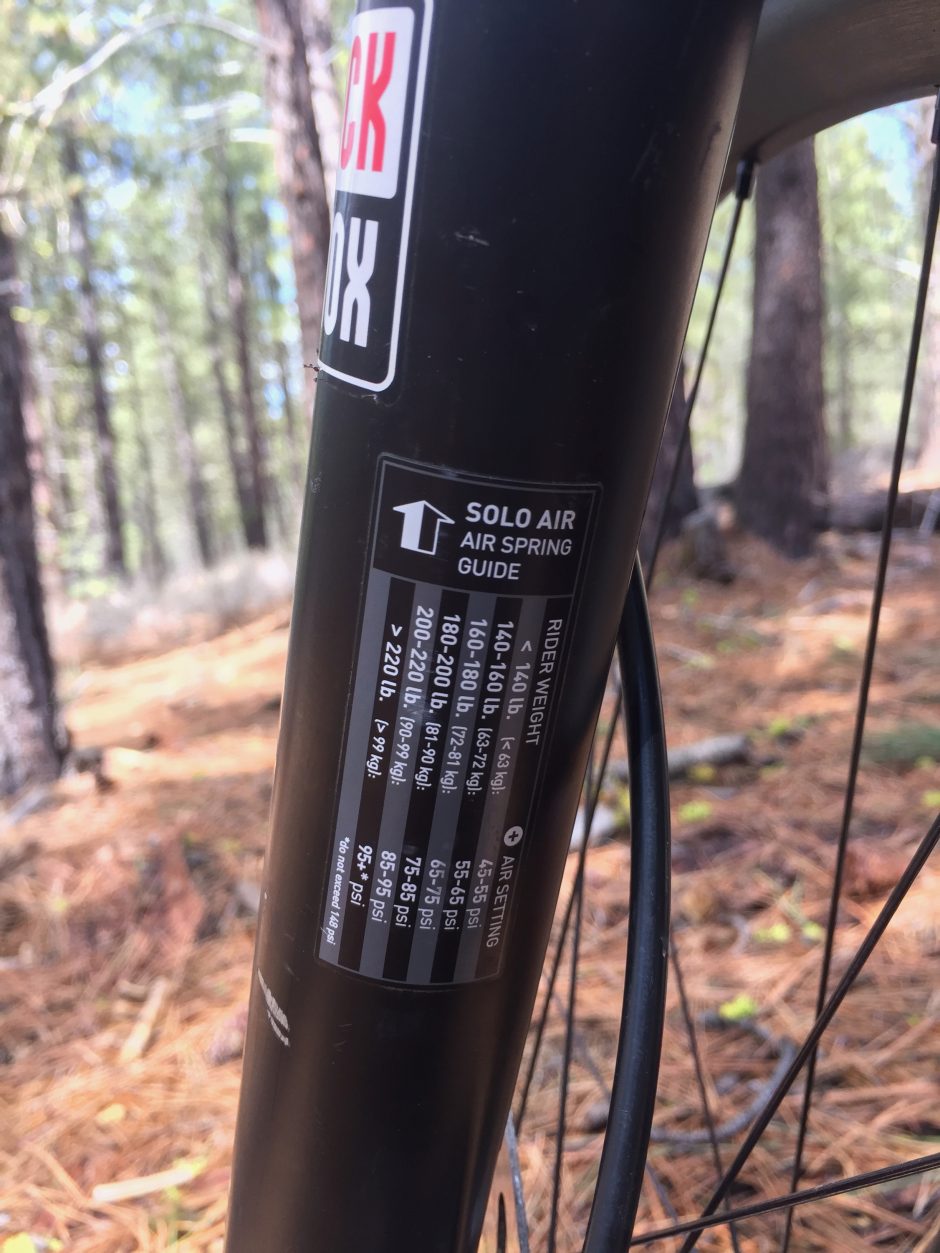 CK
OX
SOLO AIR
AIR SPRING
GUIDE
RIDER WEIGHT + AIR SETTING
< 140 lb. (< 63 kg): 45-55 psi
140-160 lb. (63-72 kg): 55-65 psi
160-180 lb. (72-81 kg): 65-75 psi
180-200 lb. (81-90 kg): 75-85 psi
200-220 lb. (90-99 kg): 85-95 psi
> 220 lb. (> 99 kg): 95+* psi
*do not exceed 148 psi